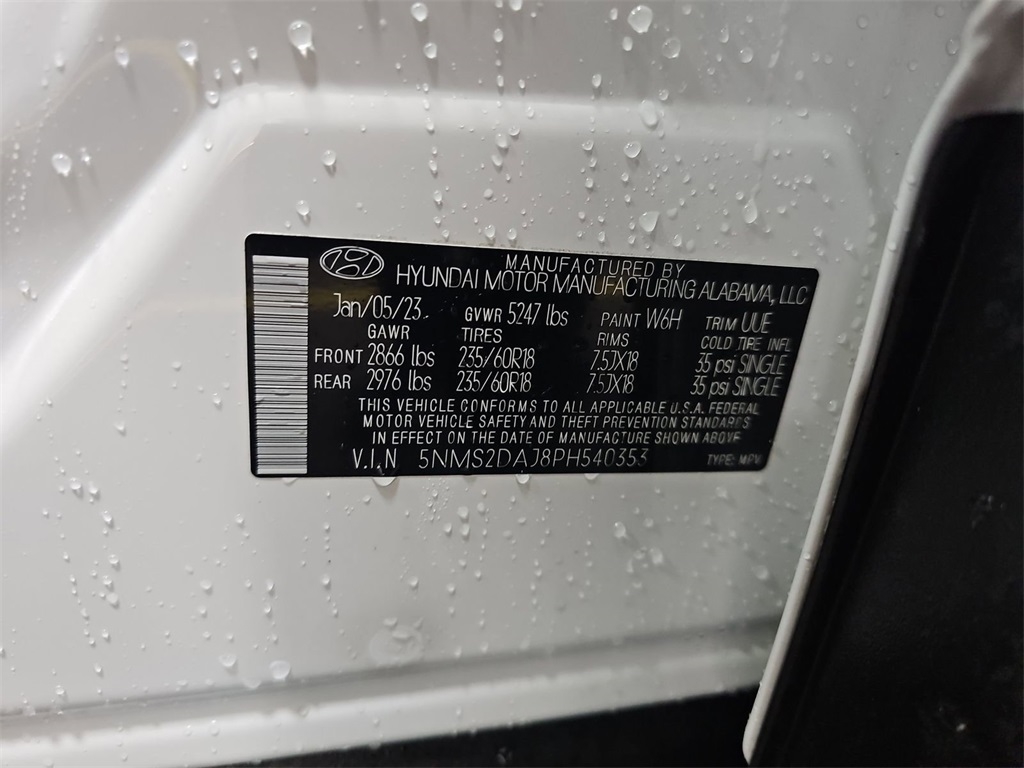 MANUFACTURED BY
HYUNDAI MOTOR MANUFACTURING ALABAMA, LLC
Jan/05/23 GVWR 5247 lbs PAINT W6H TRIM UUE
GAWR TIRES RIMS COLD TIRE INFL
FRONT 2866 lbs 235/60R18 7.5JX18 35 psi SINGLE
REAR 2976 lbs 235/60R18 7.5JX18 35 psi SINGLE
THIS VEHICLE CONFORMS TO ALL APPLICABLE U.S.A. FEDERAL
MOTOR VEHICLE SAFETY AND THEFT PREVENTION STANDARDS
IN EFFECT ON THE DATE OF MANUFACTURE SHOWN ABOVE
V.I.N 5NMS2DAJ8PH540353 TYPE: MPV